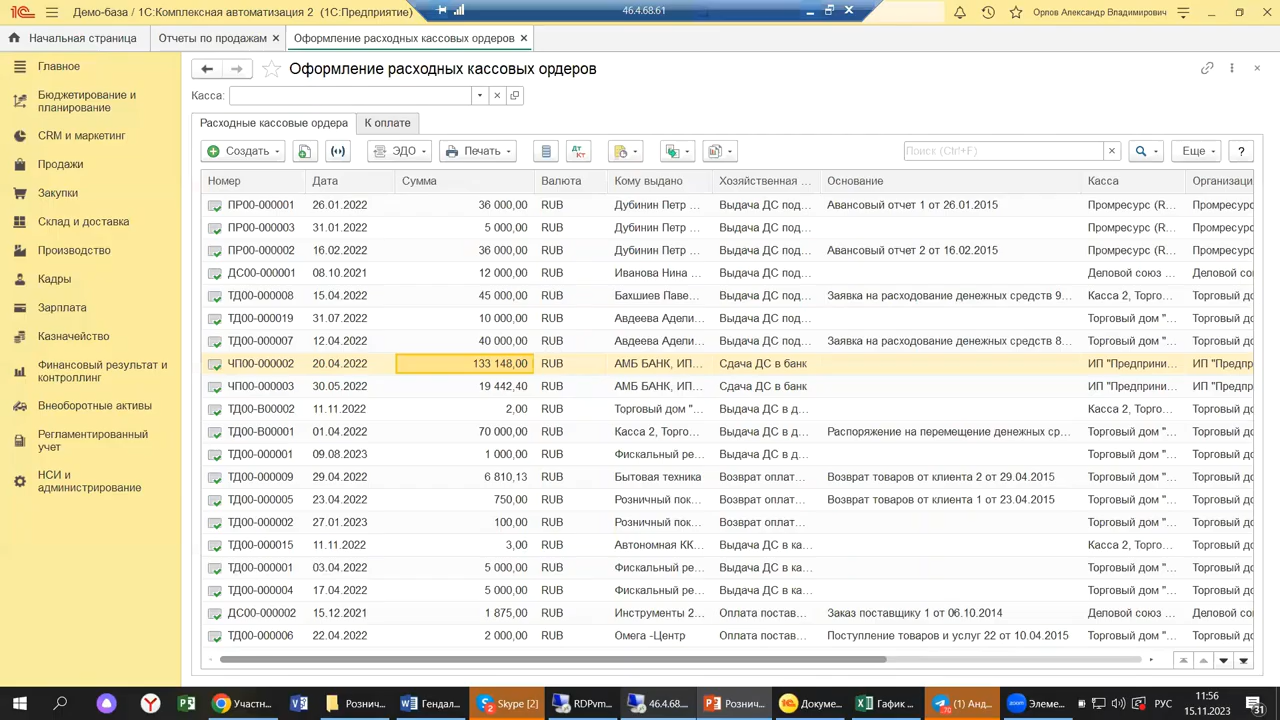 Демо-база / 1С:Комплексная автоматизация 2 (1С:Предприятие)
46.4.68.61
Орлов Александр Владимирович
Начальная страница
Отчеты по продажам ×
Оформление расходных кассовых ордеров ×
Главное
Бюджетирование и
планирование
CRM и маркетинг
Продажи
Закупки
Склад и доставка
Производство
Кадры
Зарплата
Казначейство
Финансовый результат и
контроллинг
Внеоборотные активы
Регламентированный
учет
НСИ и
администрирование
Оформление расходных кассовых ордеров
Касса:
Расходные кассовые ордера
К оплате
Создать
ЭДО
Печать
Дт
Кт
Поиск (Ctrl+F)
Еще
?
Номер Дата Сумма Валюта Кому выдано Хозяйственная ... Основание Касса Организаци
ПР00-000001 26.01.2022 36 000,00 RUB Дубинин Петр ... Выдача ДС под... Авансовый отчет 1 от 26.01.2015 Промресурс (R... Промресурс
ПР00-000003 31.01.2022 5 000,00 RUB Дубинин Петр ... Выдача ДС под... Промресурс (R... Промресурс
ПР00-000002 16.02.2022 36 000,00 RUB Дубинин Петр ... Выдача ДС под... Авансовый отчет 2 от 16.02.2015 Промресурс (R... Промресурс
ДС00-000001 08.10.2021 12 000,00 RUB Иванова Нина ... Выдача ДС под... Деловой союз ... Деловой со
ТД00-000008 15.04.2022 45 000,00 RUB Бахшиев Паве... Выдача ДС под... Заявка на расходование денежных средств 9... Касса 2, Торго... Торговый до
ТД00-000019 31.07.2022 10 000,00 RUB Авдеева Адели... Выдача ДС под... Торговый дом "... Торговый до
ТД00-000007 12.04.2022 40 000,00 RUB Авдеева Адели... Выдача ДС под... Заявка на расходование денежных средств 8... Торговый дом "... Торговый до
ЧП00-000002 20.04.2022 133 148,00 RUB АМБ БАНК, ИП... Сдача ДС в банк ИП "Предприни... ИП "Предпр
ЧП00-000003 30.05.2022 19 442,40 RUB АМБ БАНК, ИП... Сдача ДС в банк ИП "Предприни... ИП "Предпр
ТД00-В00002 11.11.2022 2,00 RUB Торговый дом "... Выдача ДС в д... Касса 2, Торго... Торговый до
ТД00-В00001 01.04.2022 70 000,00 RUB Касса 2, Торго... Выдача ДС в д... Распоряжение на перемещение денежных ср... Торговый дом "... Торговый до
ТД00-000001 09.08.2023 1 000,00 RUB Фискальный ре... Выдача ДС в д... Торговый дом "... Торговый до
ТД00-000009 29.04.2022 6 810,13 RUB Бытовая техника Возврат оплат... Возврат товаров от клиента 2 от 29.04.2015 Торговый дом "... Торговый до
ТД00-000005 23.04.2022 750,00 RUB Розничный пок... Возврат оплат... Возврат товаров от клиента 1 от 23.04.2015 Торговый дом "... Торговый до
ТД00-000002 27.01.2023 100,00 RUB Розничный пок... Возврат оплат... Торговый дом "... Торговый до
ТД00-000015 11.11.2022 3,00 RUB Автономная КК... Выдача ДС в ка... Касса 2, Торго... Торговый до
ТД00-000001 03.04.2022 5 000,00 RUB Фискальный ре... Выдача ДС в ка... Торговый дом "... Торговый до
ТД00-000004 17.04.2022 5 000,00 RUB Фискальный ре... Выдача ДС в ка... Торговый дом "... Торговый до
ДС00-000002 15.12.2021 1 875,00 RUB Инструменты 2... Оплата постав... Заказ поставщику 1 от 06.10.2014 Деловой союз ... Деловой со
ТД00-000006 22.04.2022 2 000,00 RUB Омега -Центр Оплата постав... Поступление товаров и услуг 22 от 10.04.2015 Торговый дом "... Торговый до
Участн... Рознич... Гендал... Skype [2] RDPvm... 46.4.68... Рознич... Докуме... Гафик ... (1) Анд... Элеме... РУС
11:56
15.11.2023
31